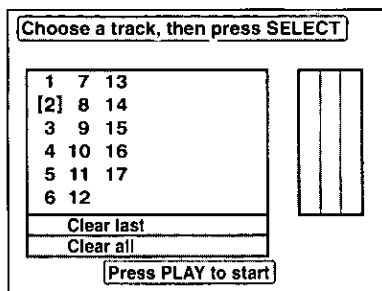 Choose a track, then press SELECT
1 7 13
[2] 8 14
3 9 15
4 10 16
5 11 17
6 12
Clear last
Clear all
Press PLAY to start